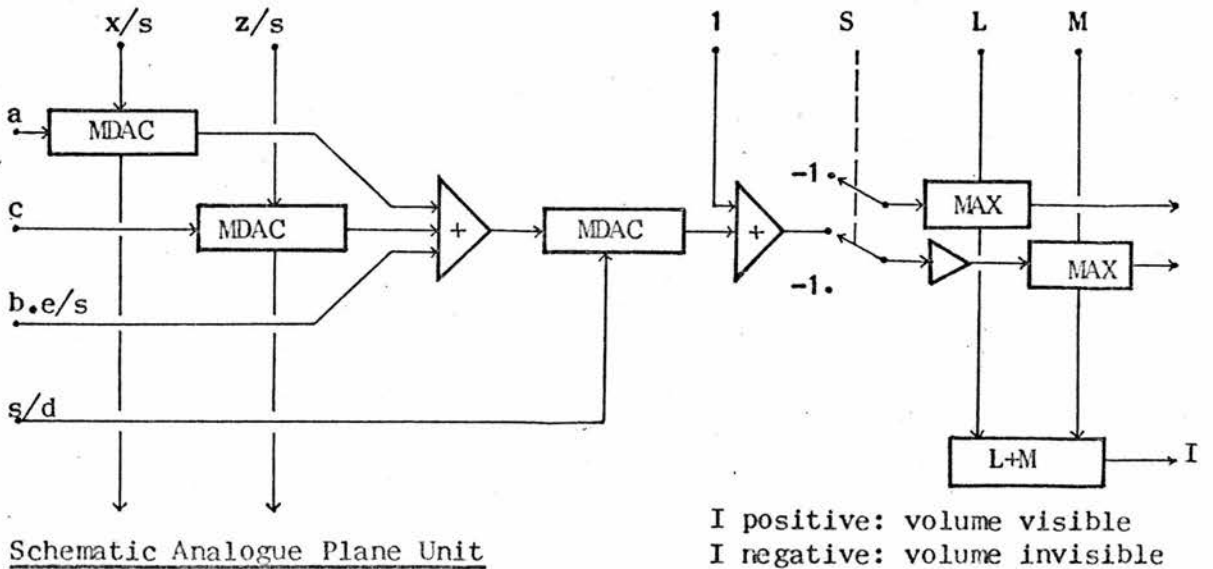 x/s z/s 1 S L M
a
MDAC
-1.
MAX
c
MDAC
+
MDAC
+
MAX
-1.
b.e/s
s/d
L+M
I
I positive: volume visible
Schematic Analogue Plane Unit
I negative: volume invisible